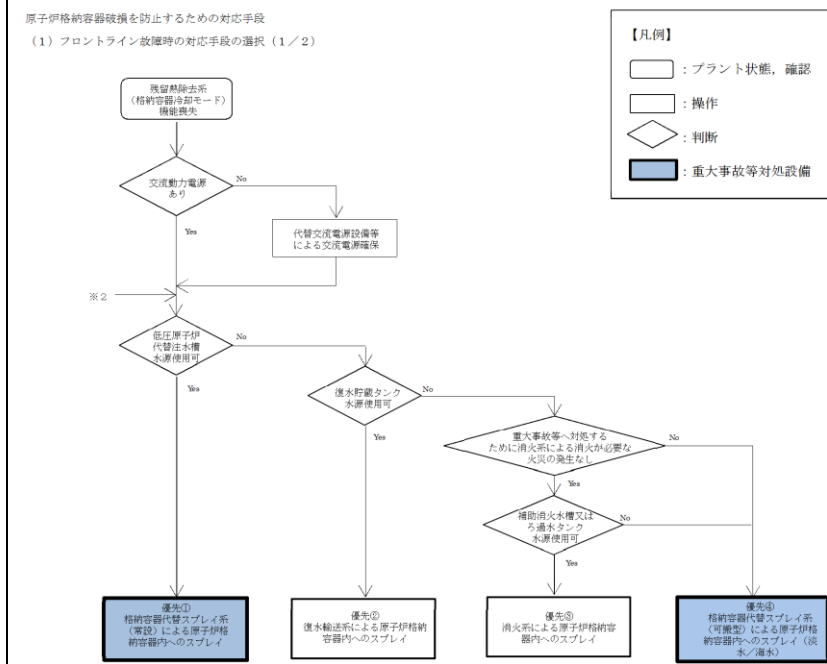 原子炉格納容器破損を防止するための対応手段
(1)フロントライン故障時の対応手段の選択(1/2)
【凡例】
:プラント状態,確認
:操作
:判断
:重大事故等対処設備
残留熱除去系
(格納容器冷却モード)
機能喪失
交流動力電源
あり
No
Yes
代替交流電源設備等
による交流電源確保
※2
低圧原子炉
代替注水槽
水源使用可
No
Yes
復水貯蔵タンク
水源使用可
No
Yes
重大事故等へ対処する
ために消火系による消火が必要な
火災の発生なし
No
Yes
補助消火水槽又は
ろ過水タンク
水源使用可
No
Yes
優先①
格納容器代替スプレイ系
(常設)による原子炉格
納容器内へのスプレイ
優先②
復水輸送系による原子炉格納
容器内へのスプレイ
優先③
消火系による原子炉格納容
器内へのスプレイ
優先④
格納容器代替スプレイ系
(可搬型)による原子炉格
納容器内へのスプレイ(淡
水/海水)